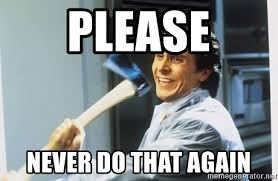 PLEASE
NEVER DO THAT AGAIN
memegenerator.net